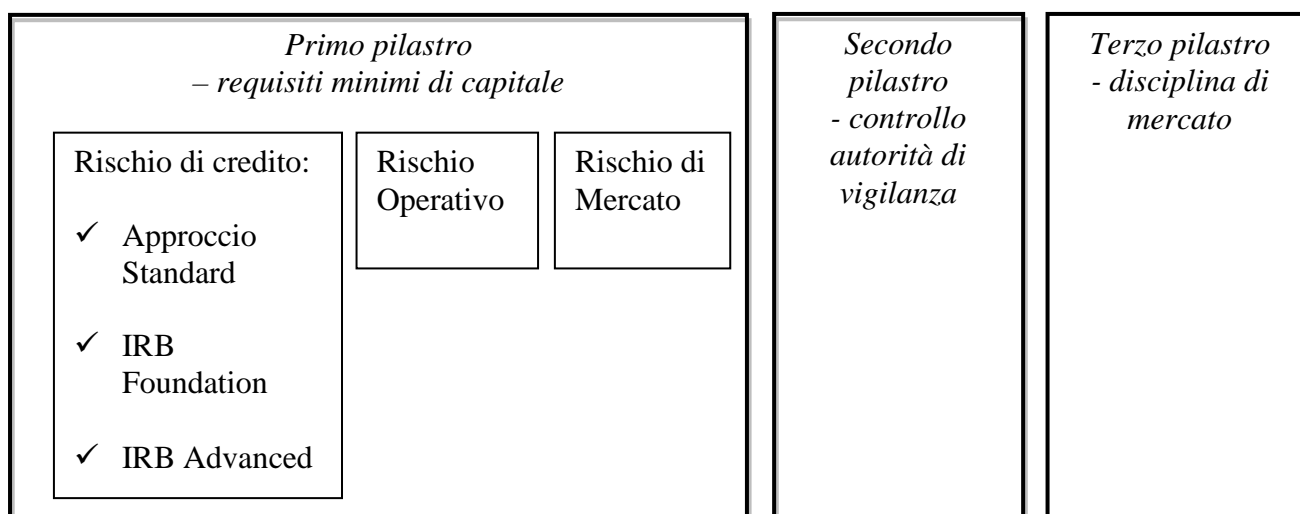 Primo pilastro
– requisiti minimi di capitale
Rischio di credito:
✓ Approccio
Standard
✓ IRB
Foundation
✓ IRB Advanced
Rischio
Operativo
Rischio di
Mercato
Secondo
pilastro
- controllo
autorità di
vigilanza
Terzo pilastro
- disciplina di
mercato